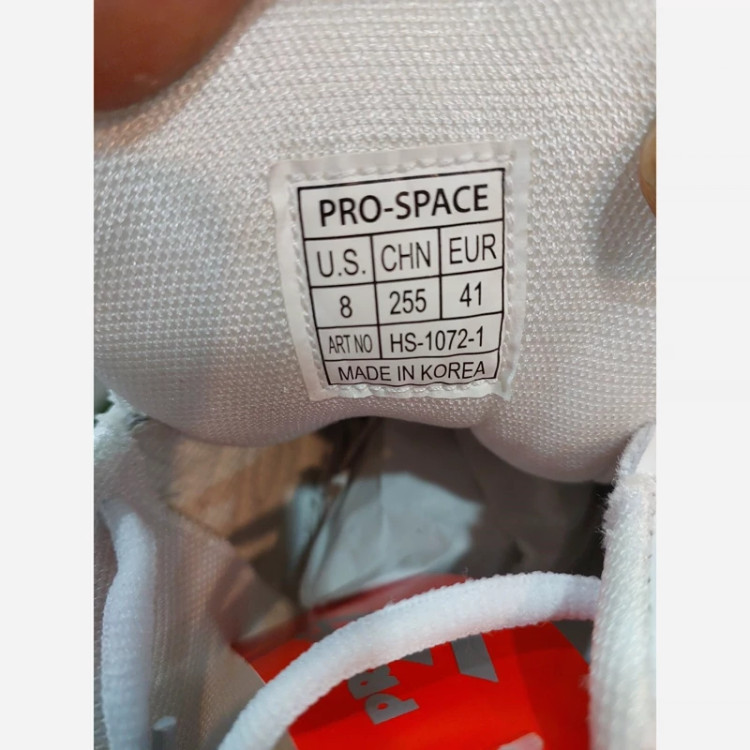 PRO-SPACE
U.S. CHN EUR
8 255 41
ART NO HS-1072-1
MADE IN KOREA